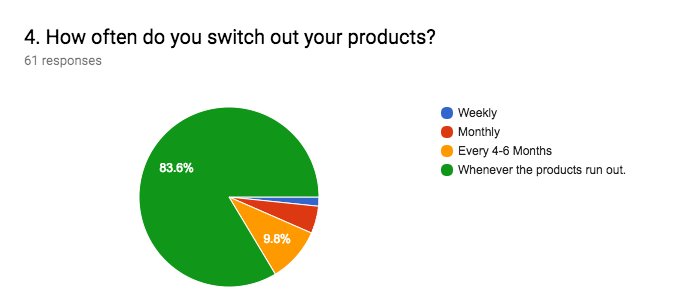 4. How often do you switch out your products?
61 responses
Weekly
Monthly
Every 4-6 Months
Whenever the products run out.
83.6%
9.8%